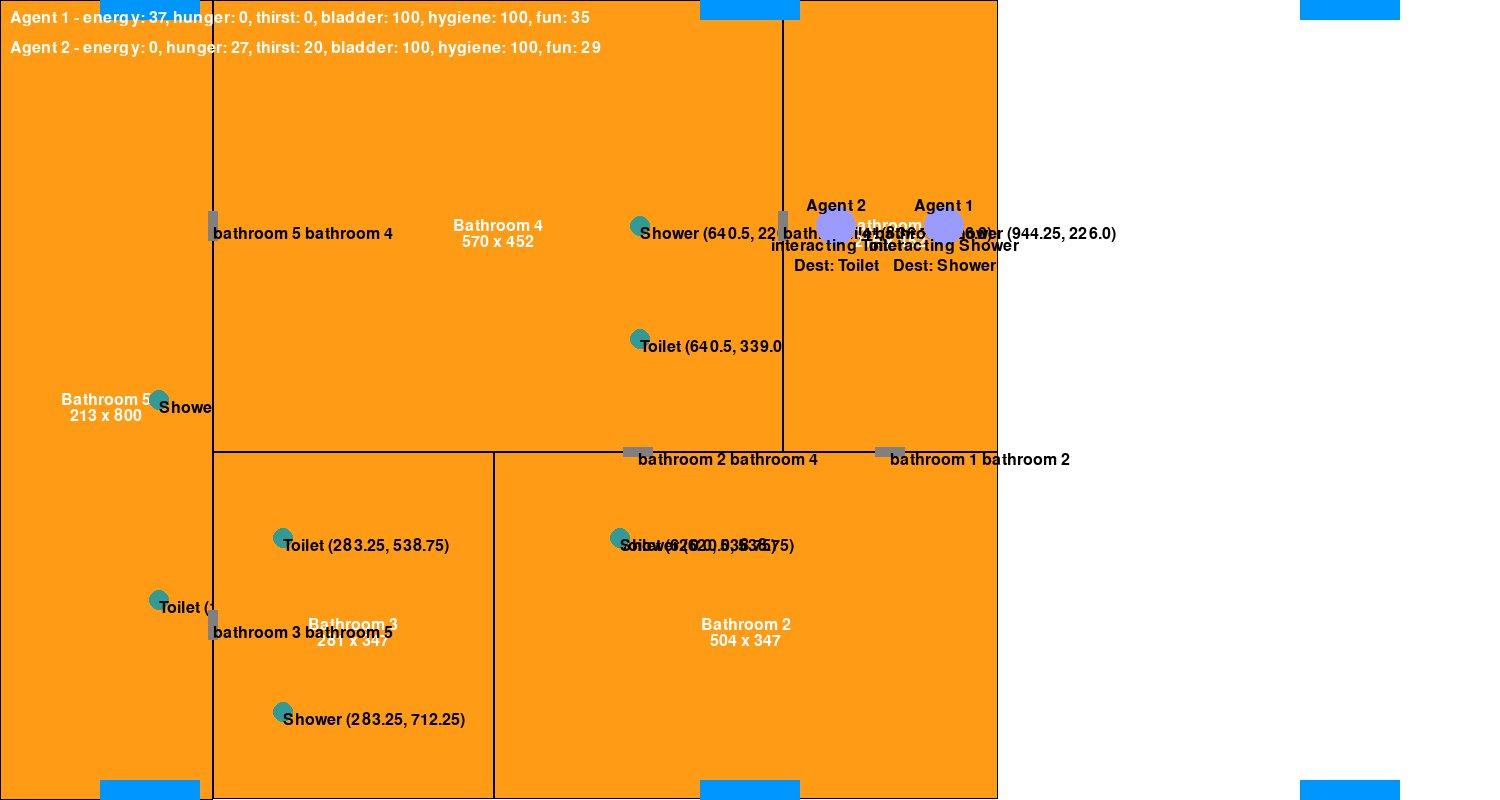 Agent 1 - energy: 37, hunger: 0, thirst: 0, bladder: 100, hygiene: 100, fun: 35
Agent 2 - energy: 0, hunger: 27, thirst: 20, bladder: 100, hygiene: 100, fun: 29
Agent 2
Agent 1
Bathroom 4
570 x 452
bathroom 5 bathroom 4
Shower (640.5, 22
(944.25, 226.0)
interacting
interacting Shower
Dest: Toilet
Dest: Shower
Toilet (640.5, 339.0
Bathroom 5
213 x 800
Showe
bathroom 2 bathroom 4
bathroom 1 bathroom 2
Toilet (283.25, 538.75)
Toilet (
Bathroom 3
281 x 347
bathroom 3 bathroom 5
Bathroom 2
504 x 347
Shower (283.25, 712.25)